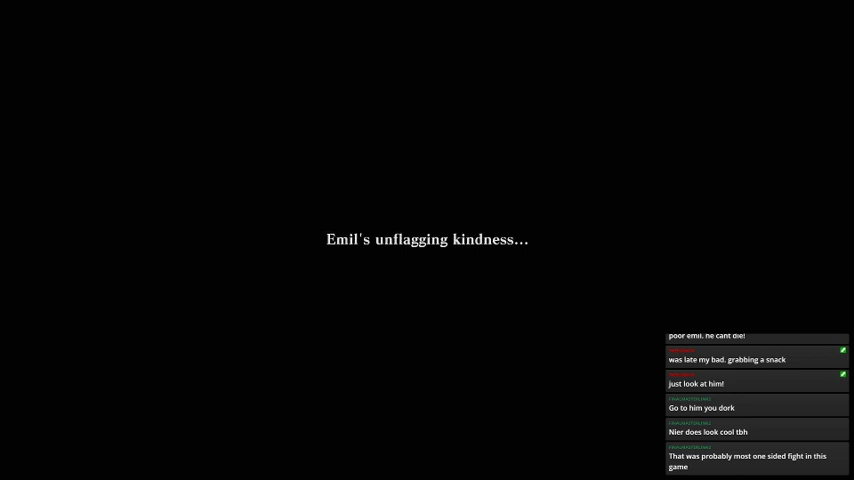 Emil's unflagging kindness...
poor emil. he cant die!
was late my bad. grabbing a snack
just look at him!
Go to him you dork
Nier does look cool tbh
That was probably most one sided fight in this
game